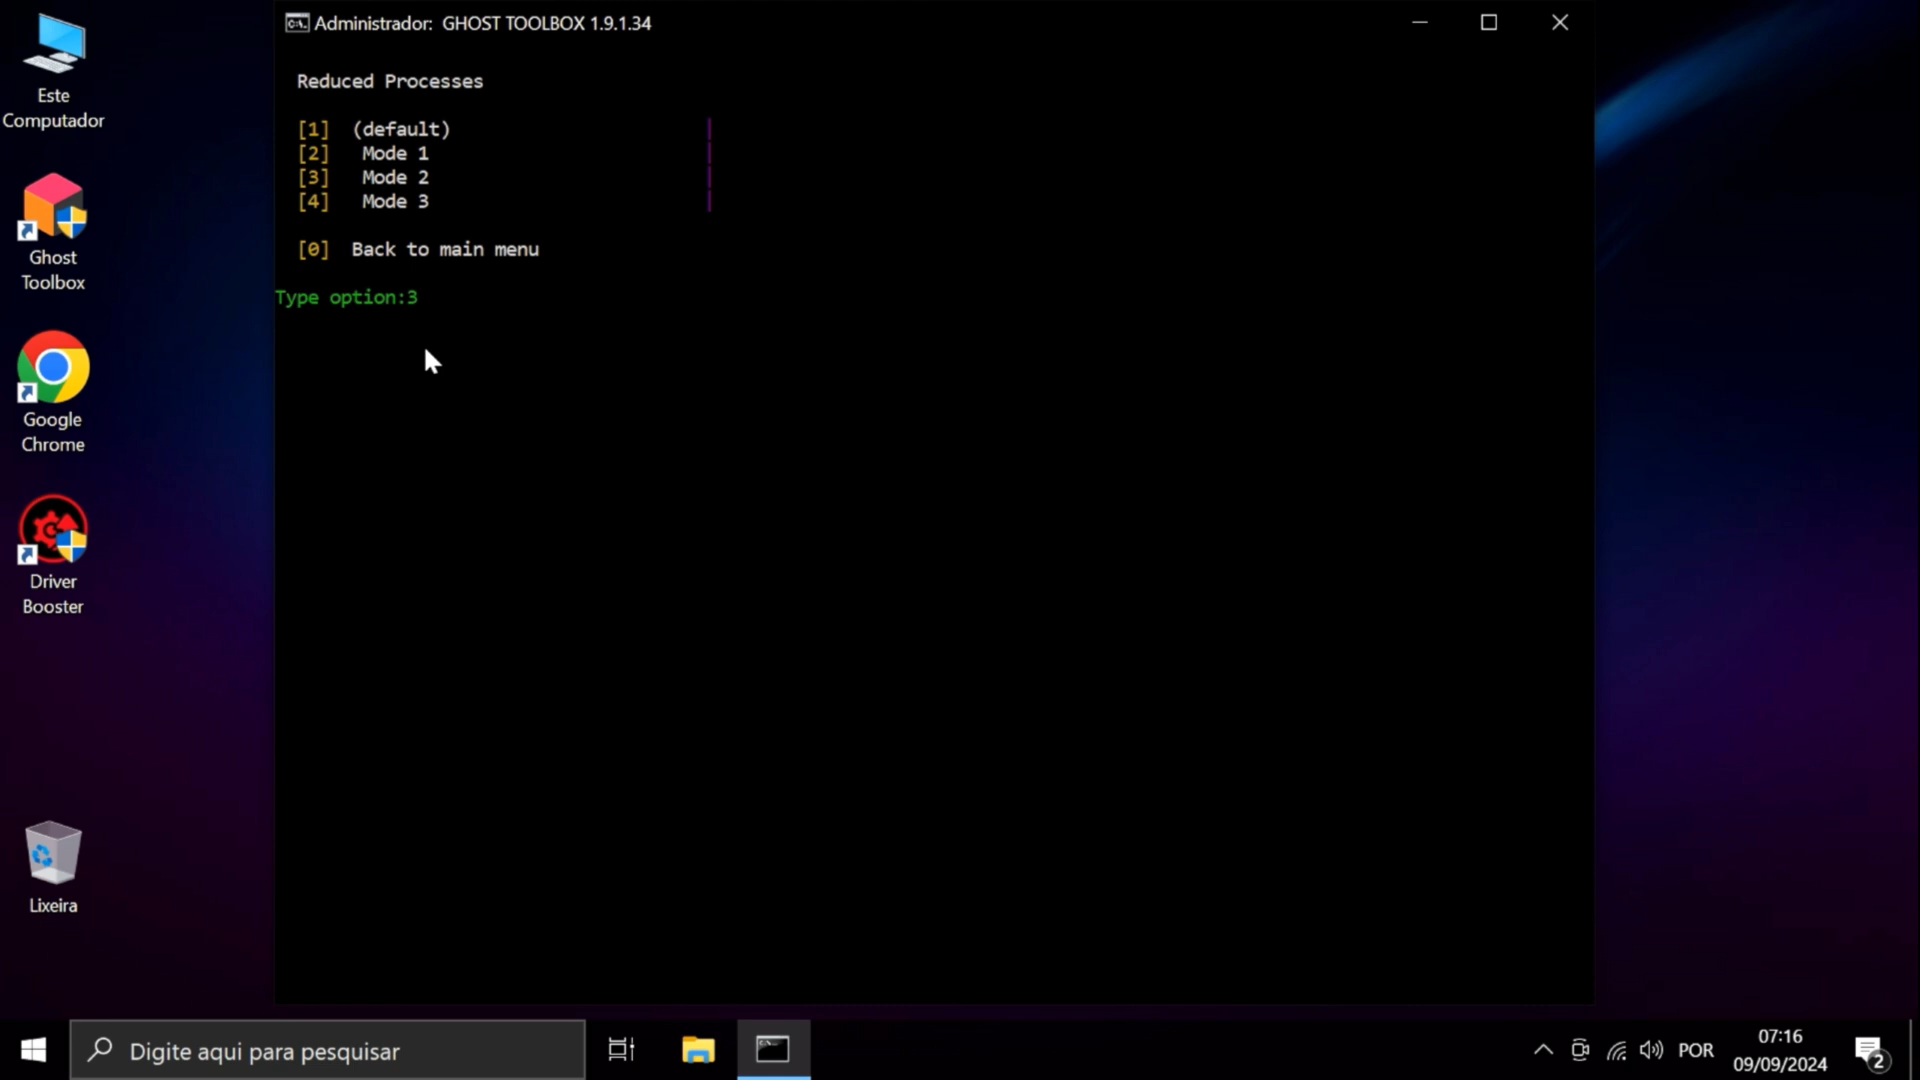 Administrador: GHOST TOOLBOX 1.9.1.34
Reduced Processes
[1] (default)
[2] Mode 1
[3] Mode 2
[4] Mode 3
[0] Back to main menu
Type option:3
Este
Computador
Ghost
Toolbox
Google
Chrome
Driver
Booster
Lixeira
Digite aqui para pesquisar
POR
07:16
09/09/2024
2